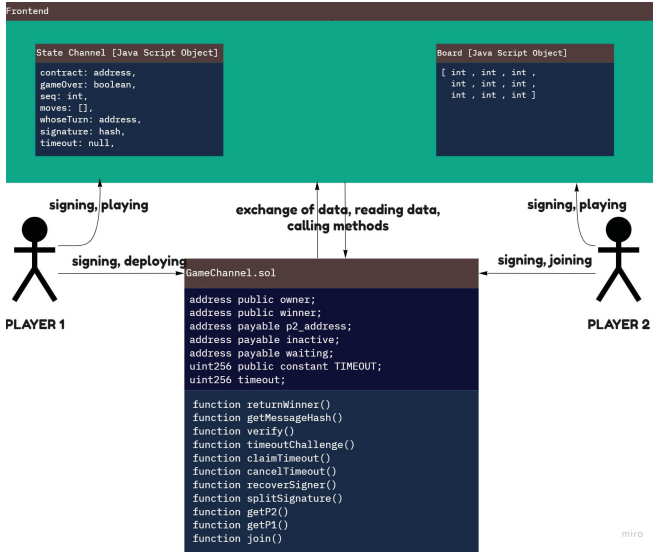 Frontend
State Channel [Java Script Object]
contract: address,
gameOver: boolean,
seq: int,
moves: [],
whoseTurn: address,
signature: hash,
timeout: null,
Board [Java Script Object]
[ int , int , int ,
int , int , int ,
int , int , int ]
signing, playing
exchange of data, reading data,
calling methods
signing, playing
signing, deploying
signing, joining
PLAYER 1
PLAYER 2
GameChannel.sol
address public owner;
address public winner;
address payable p2_address;
address payable inactive;
address payable waiting;
uint256 public constant TIMEOUT;
uint256 timeout;
function returnWinner()
function getMessageHash()
function verify()
function timeoutChallenge()
function claimTimeout()
function cancelTimeout()
function recoverSigner()
function splitSignature()
function getP2()
function getP1()
function join()
miro